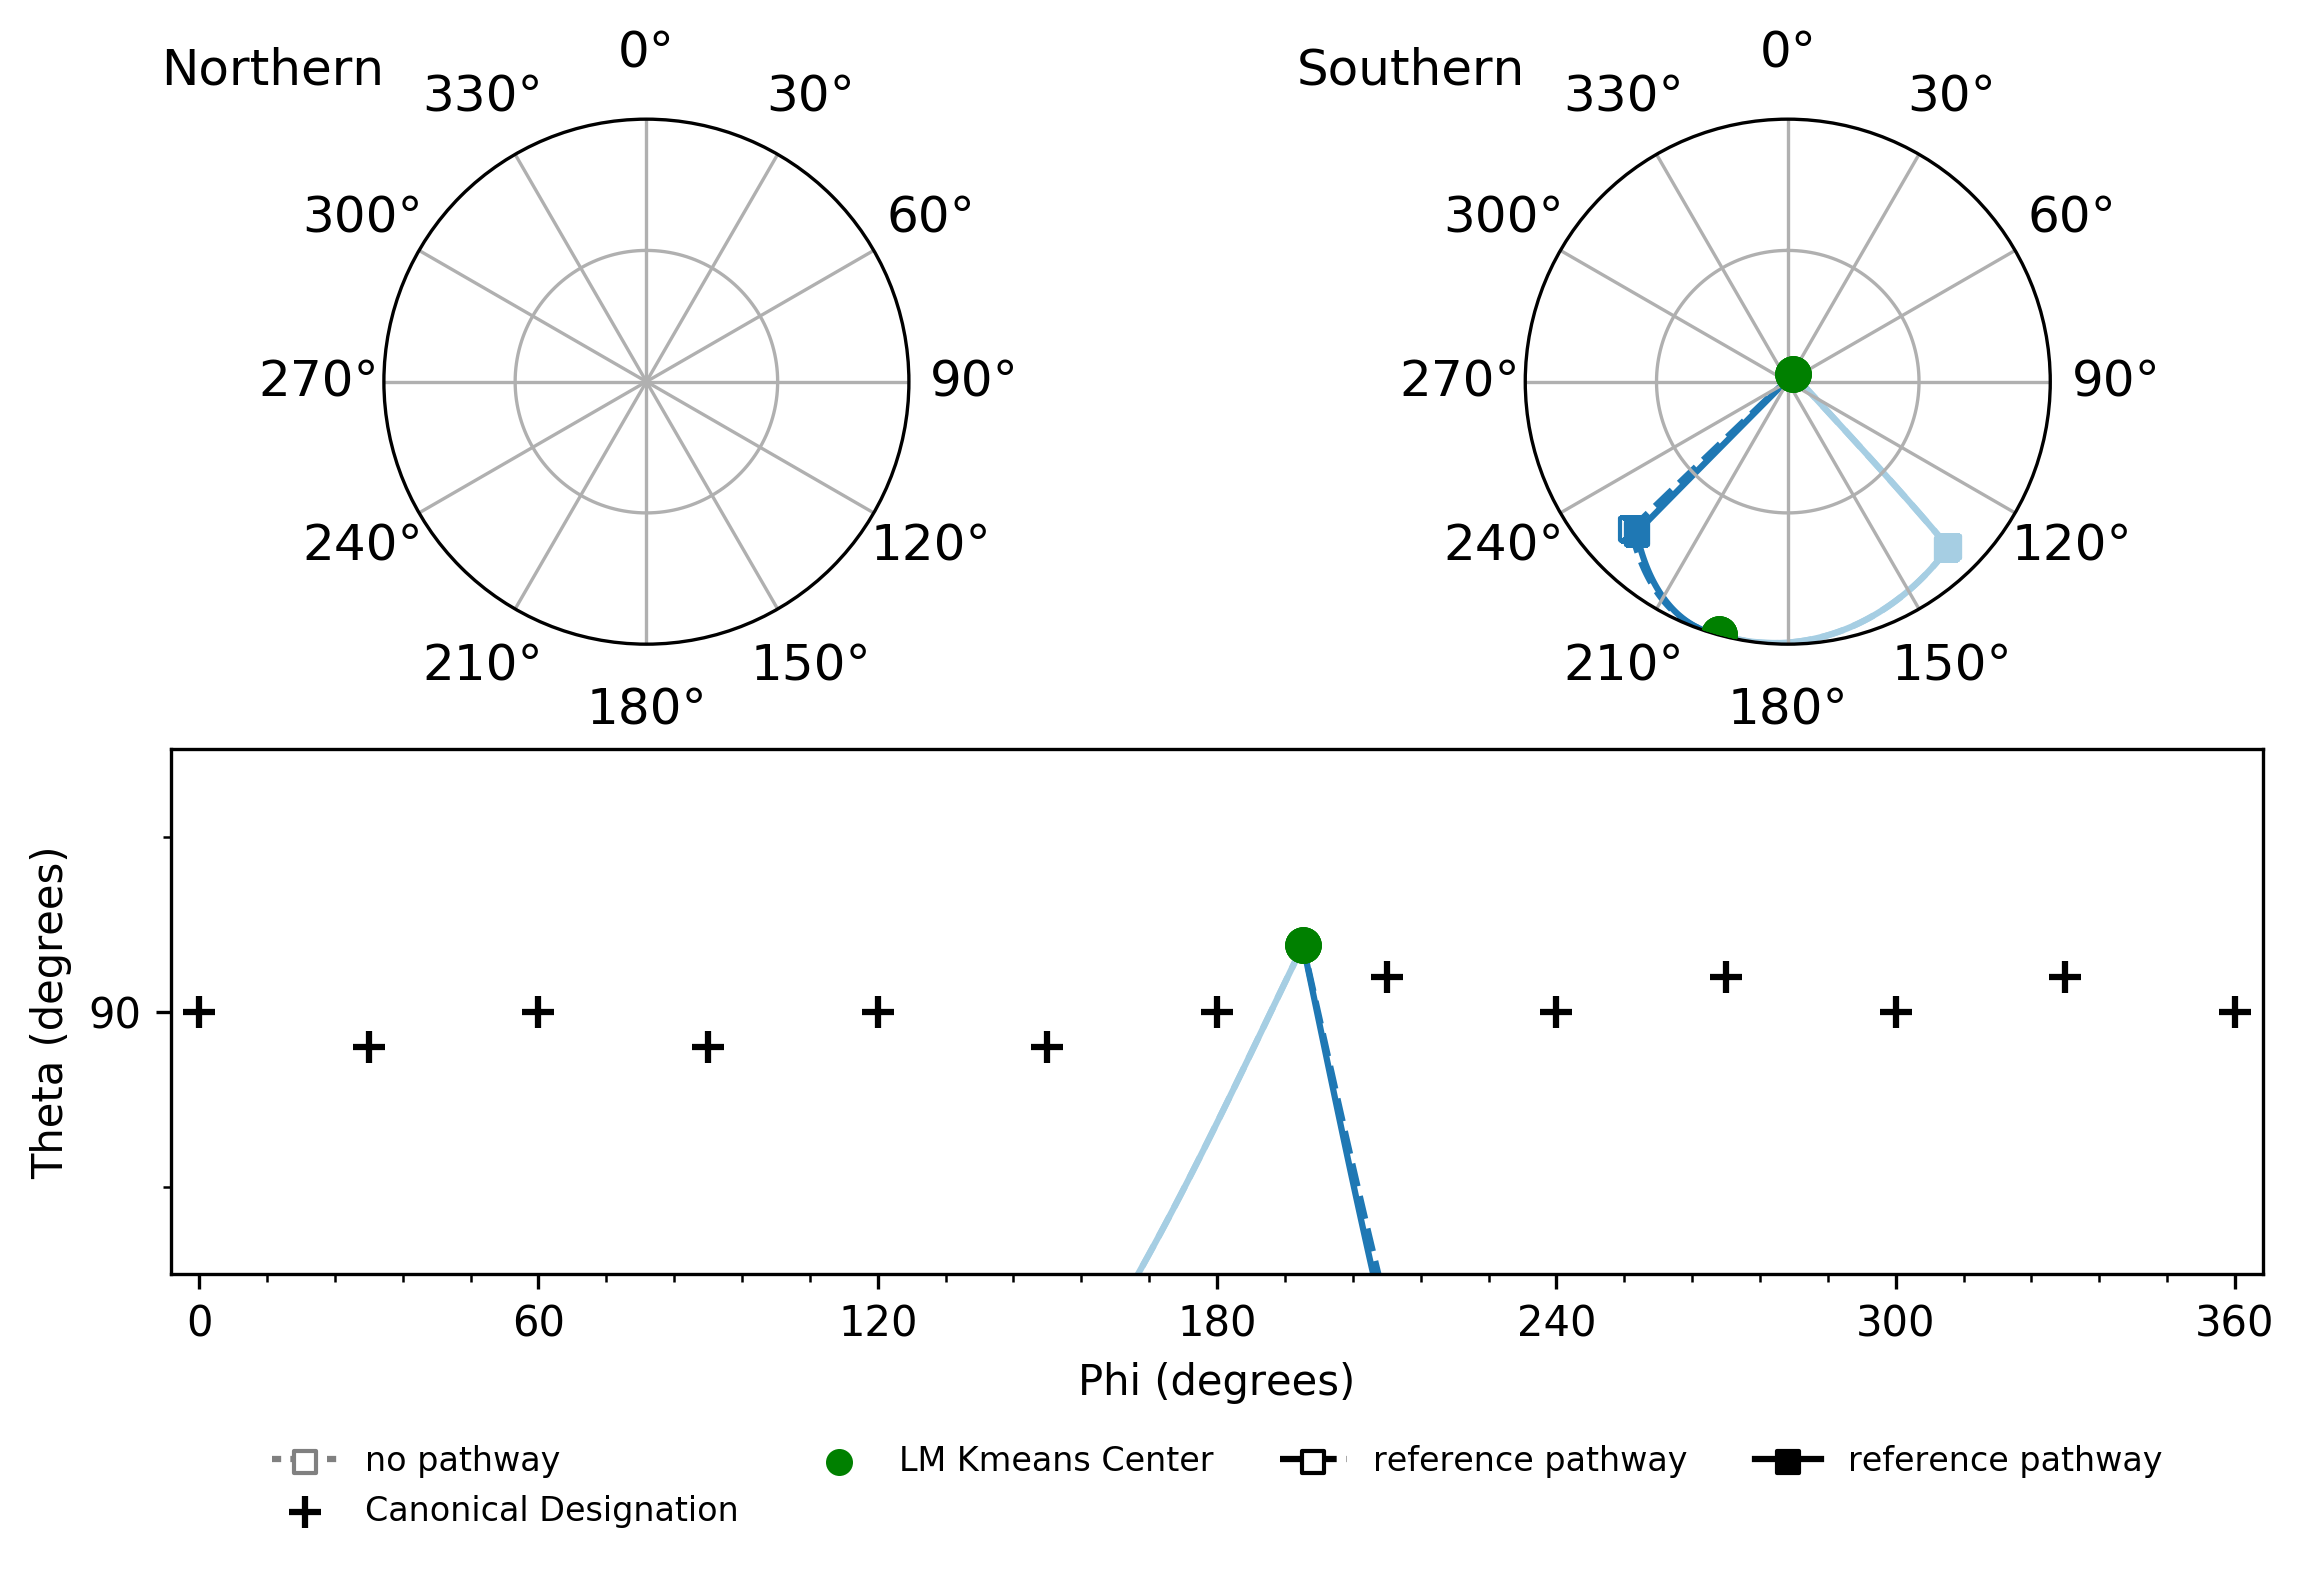 Northern
0°
330°
30°
300°
60°
270°
90°
240°
120°
210°
150°
180°
Southern
0°
330°
30°
300°
60°
270°
90°
240°
120°
210°
150°
180°
Theta (degrees)
90
0 60 120 180 240 300 360
Phi (degrees)
no pathway
Canonical Designation
LM Kmeans Center
reference pathway
reference pathway